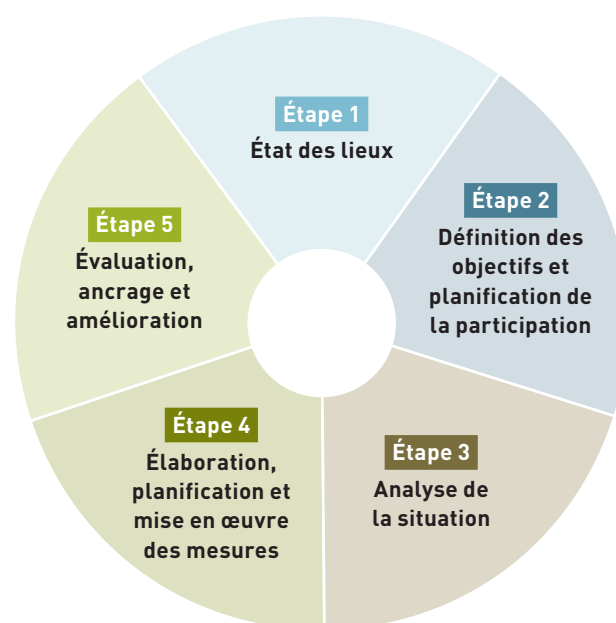 Étape 1
État des lieux
Étape 2
Définition des
objectifs et
planification de
la participation
Étape 3
Analyse de
la situation
Étape 4
Élaboration,
planification et
mise en œuvre
des mesures
Étape 5
Évaluation,
ancrage et
amélioration